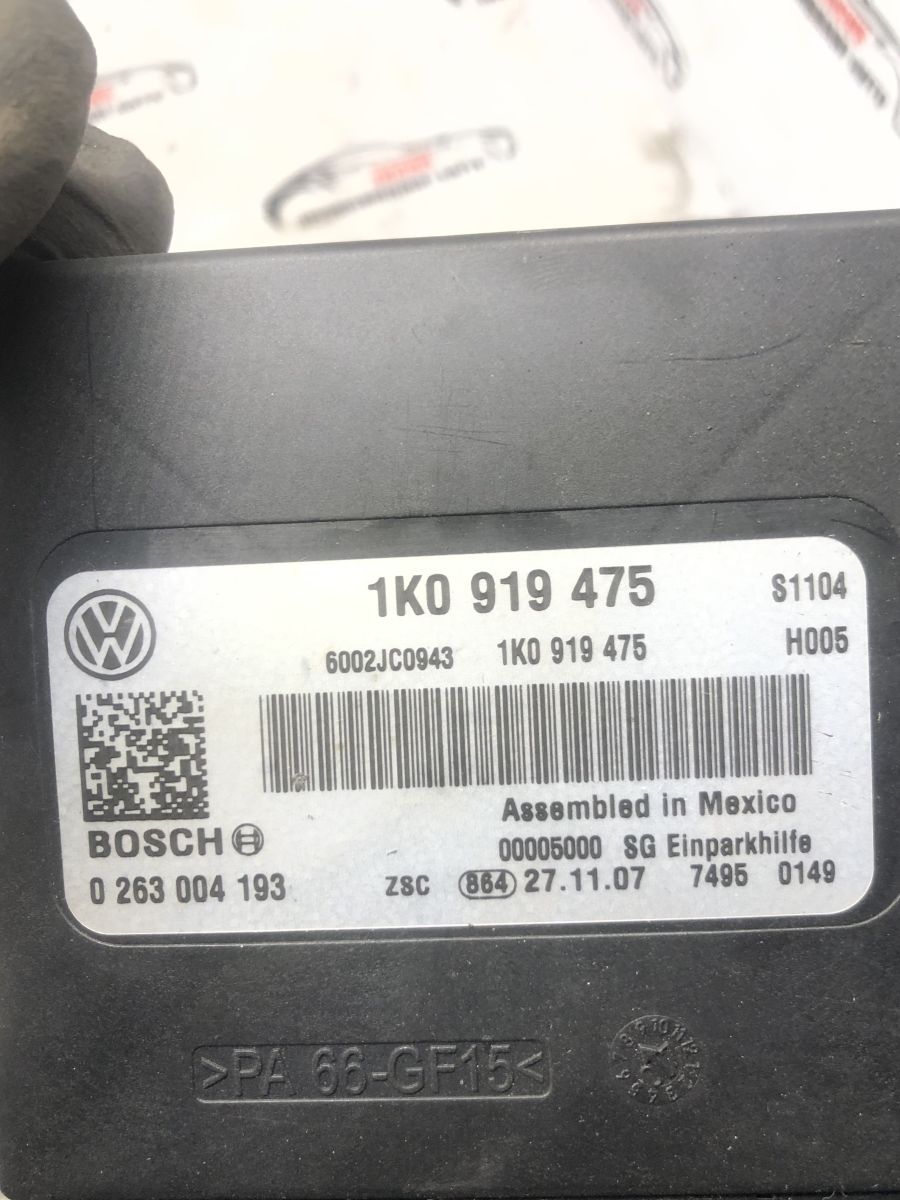 1K0 919 475 S1104
6002JC0943 1K0 919 475 H005
Assembled in Mexico
BOSCH 00005000 SG Einparkhilfe
0 263 004 193 ZSC 864 27.11.07 7495 0149
>PA 66-GF15<